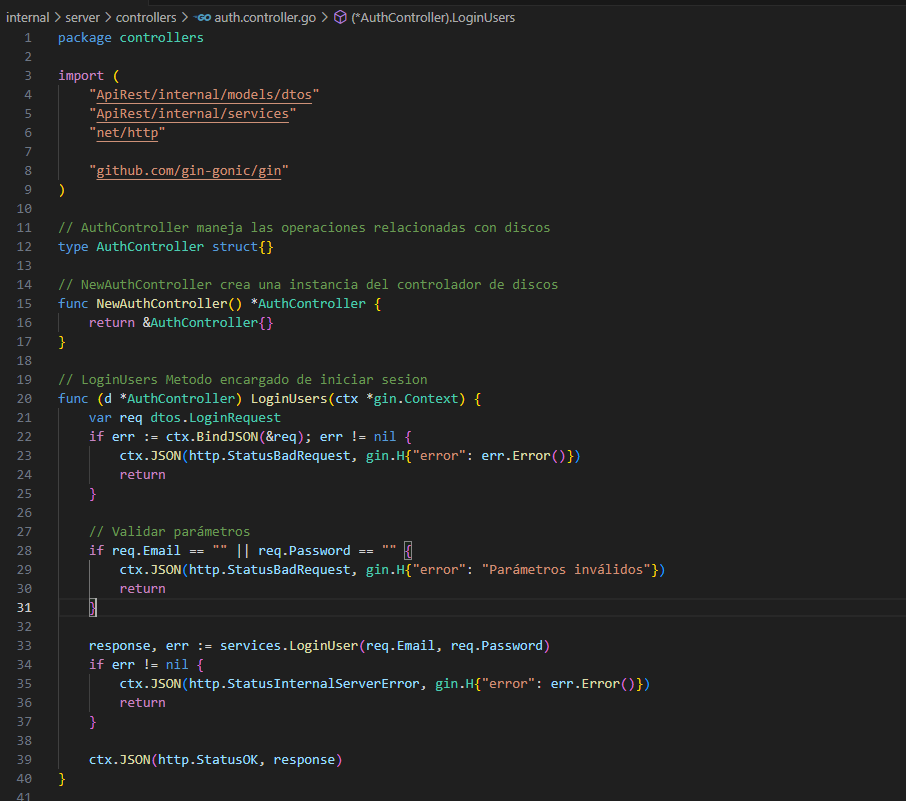 internal > server > controllers > auth.controller.go > (*AuthController).LoginUsers
1 package controllers
2
3 import (
4     "ApiRest/internal/models/dtos"
5     "ApiRest/internal/services"
6     "net/http"
7
8     "github.com/gin-gonic/gin"
9 )
10
11 // AuthController maneja las operaciones relacionadas con discos
12 type AuthController struct{}
13
14 // NewAuthController crea una instancia del controlador de discos
15 func NewAuthController() *AuthController {
16     return &AuthController{}
17 }
18
19 // LoginUsers Metodo encargado de iniciar sesion
20 func (d *AuthController) LoginUsers(ctx *gin.Context) {
21     var req dtos.LoginRequest
22     if err := ctx.BindJSON(&req); err != nil {
23         ctx.JSON(http.StatusBadRequest, gin.H{"error": err.Error()})
24         return
25     }
26
27     // Validar parámetros
28     if req.Email == "" || req.Password == "" {
29         ctx.JSON(http.StatusBadRequest, gin.H{"error": "Parámetros inválidos"})
30         return
31     }
32
33     response, err := services.LoginUser(req.Email, req.Password)
34     if err != nil {
35         ctx.JSON(http.StatusInternalServerError, gin.H{"error": err.Error()})
36         return
37     }
38
39     ctx.JSON(http.StatusOK, response)
40 }
41